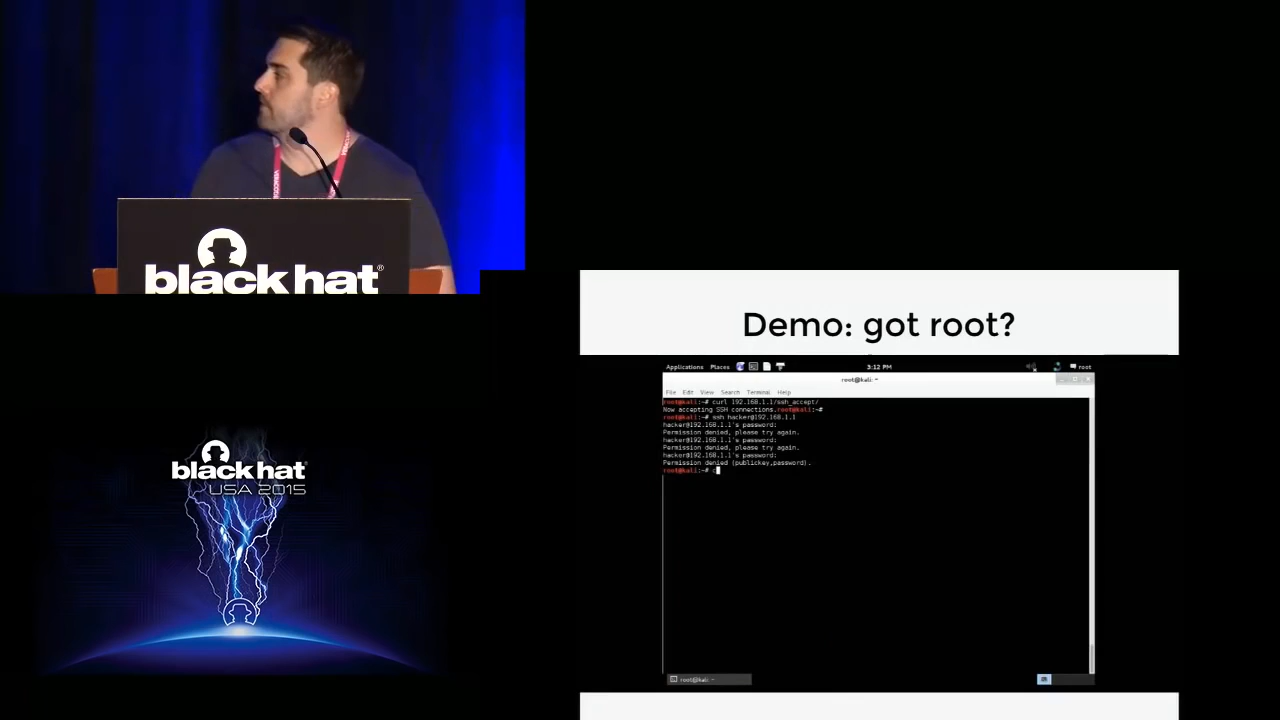 black hat®
Demo: got root?
Applications Places 3:12 PM root
root@kali: ~
File Edit View Search Terminal Help
root@kali:~# curl 192.168.1.1/ssh_accept/
Now accepting SSH connections.root@kali:~#
root@kali:~# ssh hacker@192.168.1.1
hacker@192.168.1.1's password:
Permission denied, please try again.
hacker@192.168.1.1's password:
Permission denied, please try again.
hacker@192.168.1.1's password:
Permission denied (publickey,password).
root@kali:~# c
root@kali: ~
black hat®
USA 2015